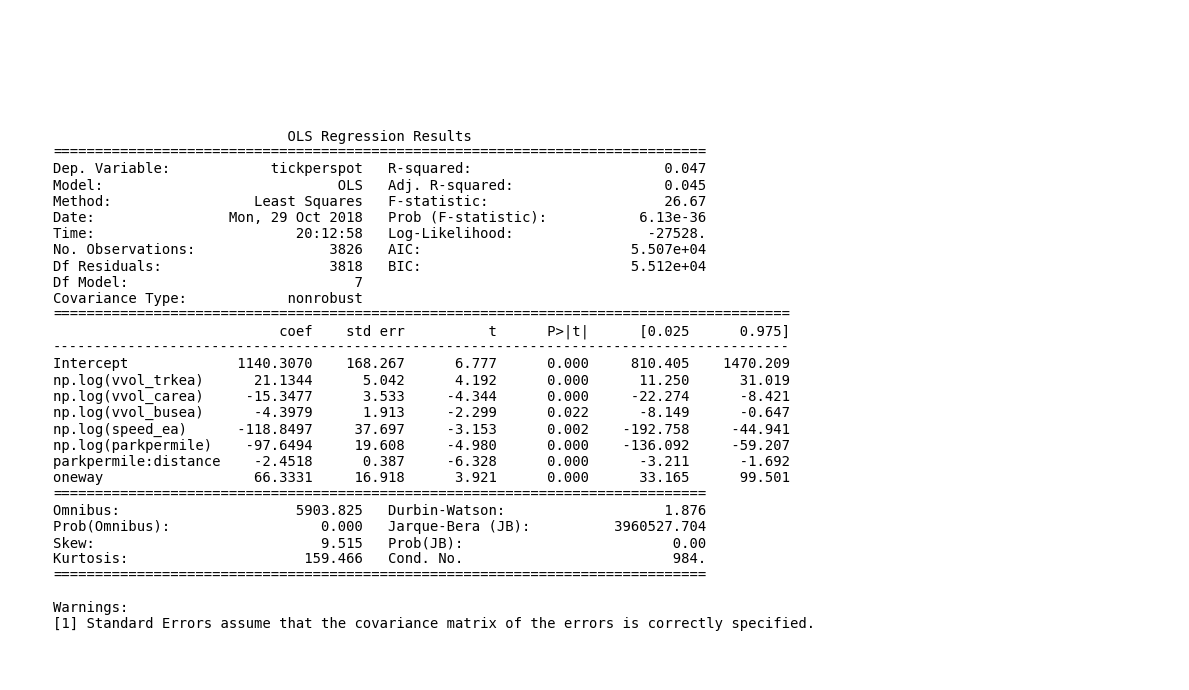 OLS Regression Results
==============================================================================
Dep. Variable:            tickperspot   R-squared:                       0.047
Model:                            OLS   Adj. R-squared:                  0.045
Method:                 Least Squares   F-statistic:                     26.67
Date:                Mon, 29 Oct 2018   Prob (F-statistic):           6.13e-36
Time:                        20:12:58   Log-Likelihood:                -27528.
No. Observations:                3826   AIC:                         5.507e+04
Df Residuals:                    3818   BIC:                         5.512e+04
Df Model:                           7
Covariance Type:            nonrobust
========================================================================================
                           coef    std err          t      P>|t|      [0.025      0.975]
----------------------------------------------------------------------------------------
Intercept             1140.3070    168.267      6.777      0.000     810.405    1470.209
np.log(vvol_trkea)      21.1344      5.042      4.192      0.000      11.250      31.019
np.log(vvol_carea)     -15.3477      3.533     -4.344      0.000     -22.274      -8.421
np.log(vvol_busea)      -4.3979      1.913     -2.299      0.022      -8.149      -0.647
np.log(speed_ea)      -118.8497     37.697     -3.153      0.002    -192.758     -44.941
np.log(parkpermile)    -97.6494     19.608     -4.980      0.000    -136.092     -59.207
parkpermile:distance    -2.4518      0.387     -6.328      0.000      -3.211      -1.692
oneway                  66.3331     16.918      3.921      0.000      33.165      99.501
==============================================================================
Omnibus:                     5903.825   Durbin-Watson:                   1.876
Prob(Omnibus):                  0.000   Jarque-Bera (JB):          3960527.704
Skew:                           9.515   Prob(JB):                         0.00
Kurtosis:                     159.466   Cond. No.                         984.
==============================================================================
Warnings:
[1] Standard Errors assume that the covariance matrix of the errors is correctly specified.